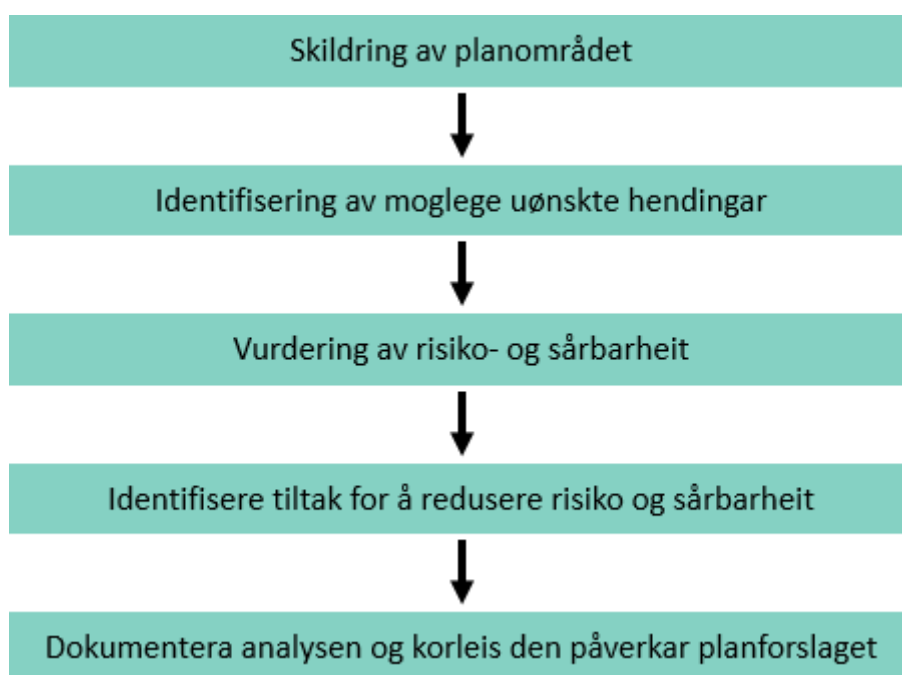 Skildring av planområdet
Identifisering av moglege uønskte hendingar
Vurdering av risiko- og sårbarheit
Identifisere tiltak for å redusere risiko og sårbarheit
Dokumentera analysen og korleis den påverkar planforslaget